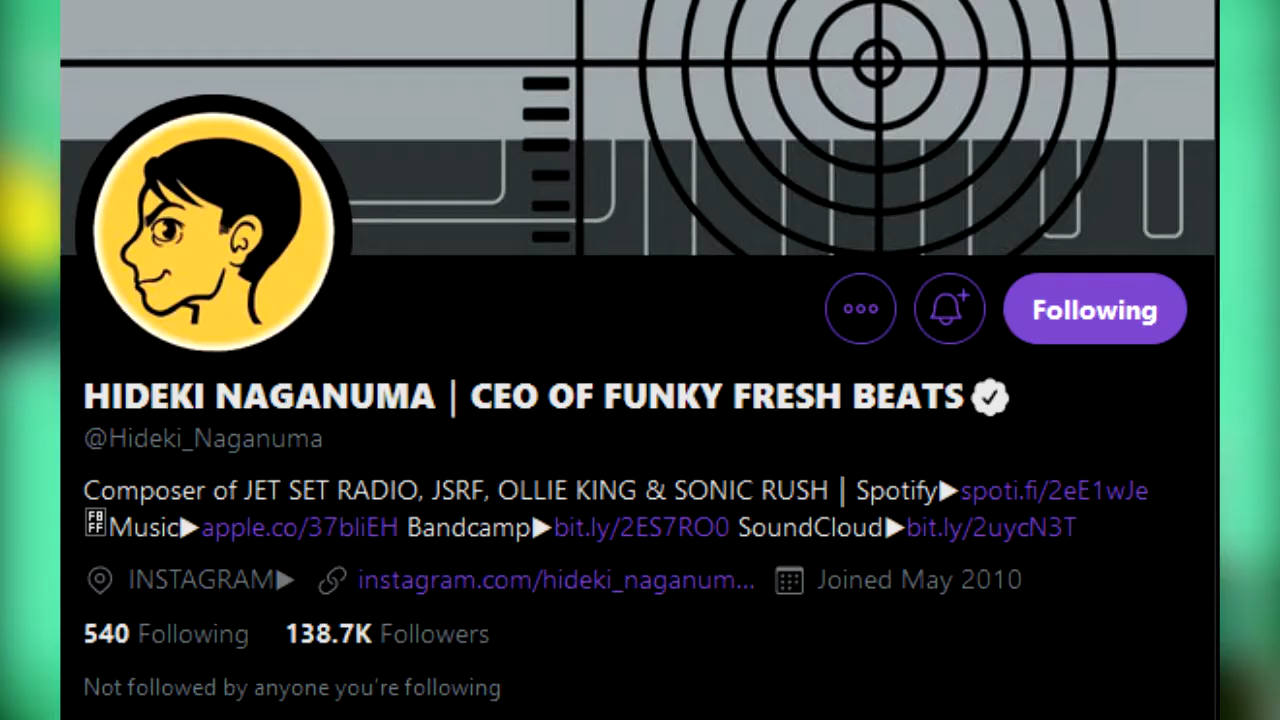 Following
HIDEKI NAGANUMA | CEO OF FUNKY FRESH BEATS
@Hideki_Naganuma
Composer of JET SET RADIO, JSRF, OLLIE KING & SONIC RUSH | Spotify▶spoti.fi/2eE1wJe
Music▶apple.co/37bliEH Bandcamp▶bit.ly/2ES7RO0 SoundCloud▶bit.ly/2uycN3T
INSTAGRAM▶ instagram.com/hideki_naganum... Joined May 2010
540 Following 138.7K Followers
Not followed by anyone you're following